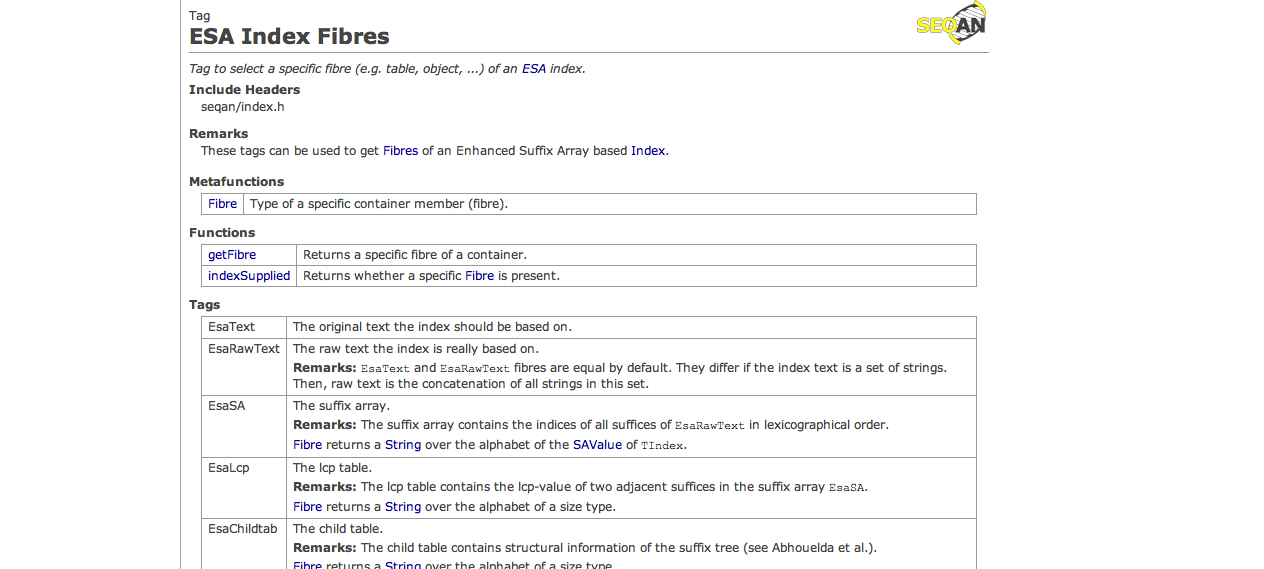 Tag
SEQAN
ESA Index Fibres
Tag to select a specific fibre (e.g. table, object, ...) of an ESA index.
Include Headers
seqan/index.h
Remarks
These tags can be used to get Fibres of an Enhanced Suffix Array based Index.
Metafunctions
Fibre Type of a specific container member (fibre).
Functions
getFibre Returns a specific fibre of a container.
indexSupplied Returns whether a specific Fibre is present.
Tags
EsaText The original text the index should be based on.
EsaRawText The raw text the index is really based on.
Remarks: EsaText and EsaRawText fibres are equal by default. They differ if the index text is a set of strings.
Then, raw text is the concatenation of all strings in this set.
EsaSA The suffix array.
Remarks: The suffix array contains the indices of all suffices of EsaRawText in lexicographical order.
Fibre returns a String over the alphabet of the SAValue of TIndex.
EsaLcp The lcp table.
Remarks: The lcp table contains the lcp-value of two adjacent suffices in the suffix array EsaSA.
Fibre returns a String over the alphabet of a size type.
EsaChildtab The child table.
Remarks: The child table contains structural information of the suffix tree (see Abhouelda et al.).
Fibre returns a String over the alphabet of a size type.